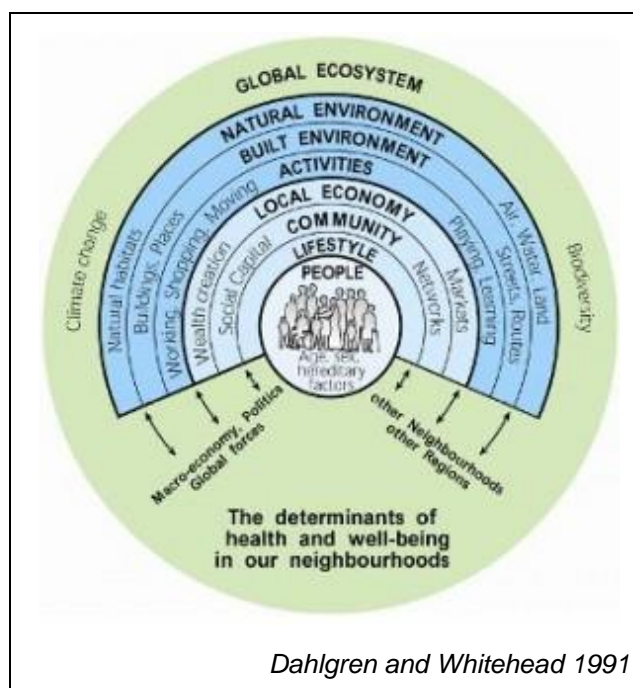 GLOBAL ECOSYSTEM
NATURAL ENVIRONMENT
BUILT ENVIRONMENT
ACTIVITIES
LOCAL ECONOMY
COMMUNITY
LIFESTYLE
PEOPLE
Age, sex,
hereditary
factors
Climate change
Natural habitats
Buildings, Places
Working, Shopping, Moving
Wealth creation
Social Capital
Networks
Markets
Playing, Learning
Streets, Routes
Air, Water, Land
Biodiversity
Macro-economy, Politics
Global forces
other Neighbourhoods
other Regions
The determinants of
health and well-being
in our neighbourhoods
Dahlgren and Whitehead 1991